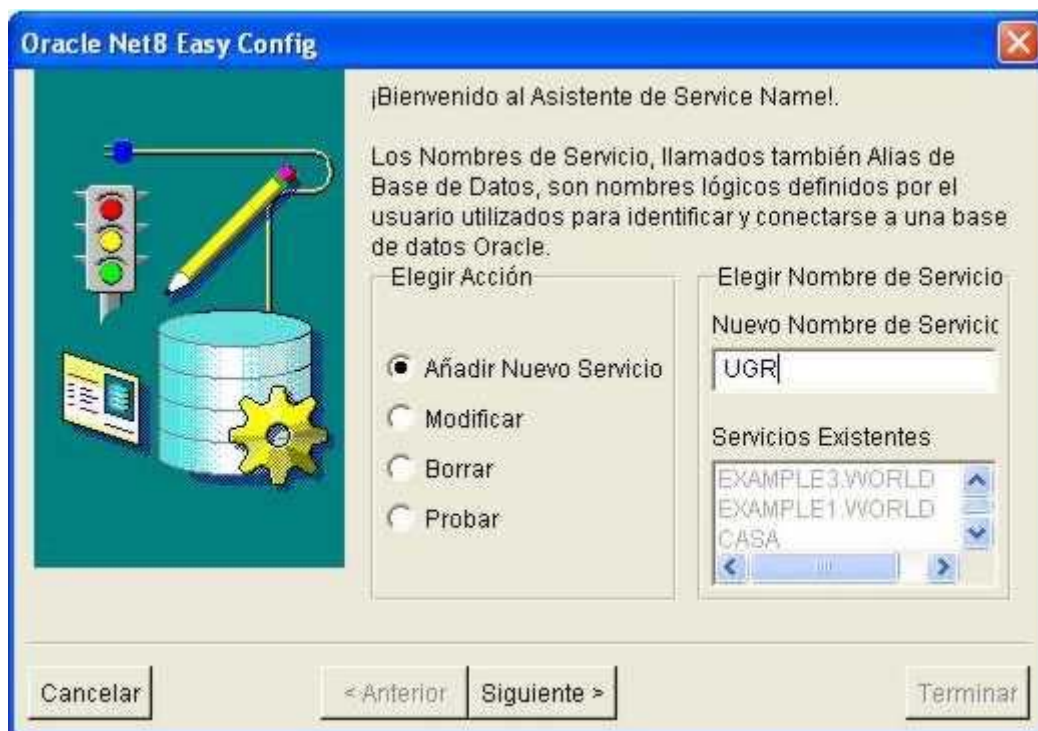 Oracle Net8 Easy Config
¡Bienvenido al Asistente de Service Name!.
Los Nombres de Servicio, llamados también Alias de
Base de Datos, son nombres lógicos definidos por el
usuario utilizados para identificar y conectarse a una base
de datos Oracle.
Elegir Acción
Añadir Nuevo Servicio
Modificar
Borrar
Probar
Elegir Nombre de Servicio
Nuevo Nombre de Servicio
UGR
Servicios Existentes
EXAMPLE3.WORLD
EXAMPLE1.WORLD
CASA
Cancelar
< Anterior
Siguiente >
Terminar